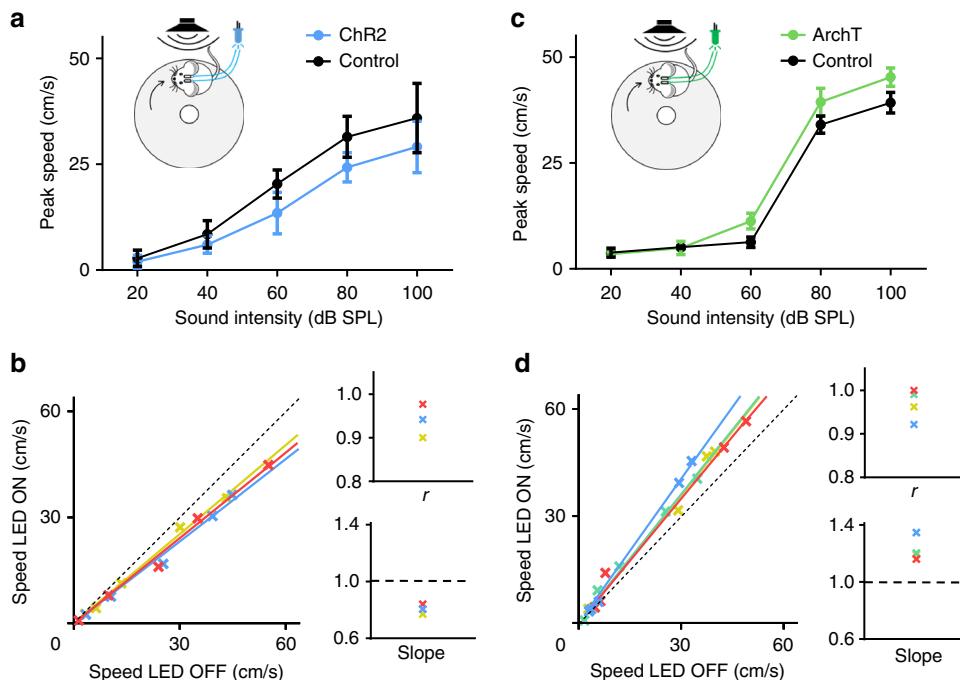 a
ChR2
Control
50
25
0
Peak speed (cm/s)
20 40 60 80 100
Sound intensity (dB SPL)
c
ArchT
Control
50
25
0
Peak speed (cm/s)
20 40 60 80 100
Sound intensity (dB SPL)
b
Speed LED ON (cm/s)
60
30
0
0 30 60
Speed LED OFF (cm/s)
1.0
0.9
0.8
r
1.4
1.0
0.6
Slope
d
Speed LED ON (cm/s)
60
30
0
0 30 60
Speed LED OFF (cm/s)
1.0
0.9
0.8
r
1.4
1.0
0.6
Slope